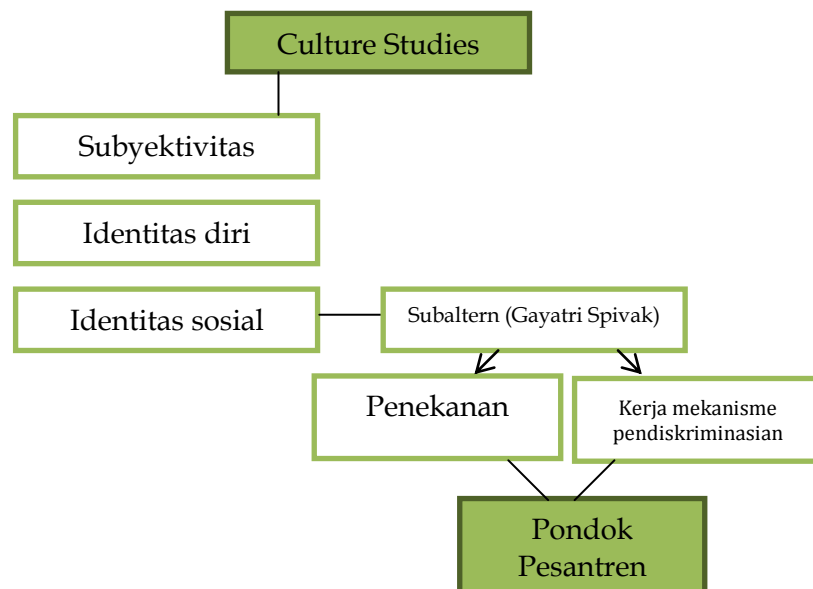 Culture Studies
Subyektivitas
Identitas diri
Identitas sosial
Subaltern (Gayatri Spivak)
Penekanan
Kerja mekanisme
pendiskriminasian
Pondok
Pesantren